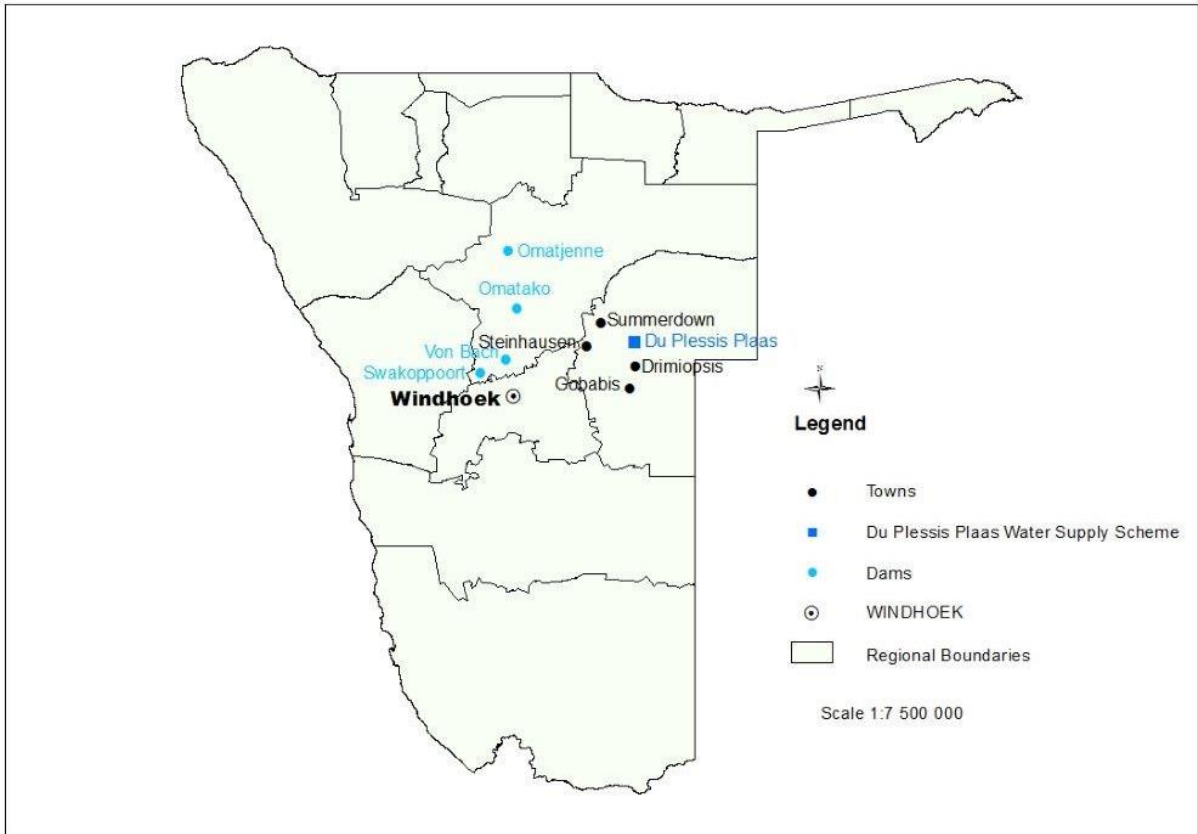 Omatjenne
Omatako
Summerdown
Steinhausen
Du Plessis Plaas
Von Bach
Drimiopsis
Swakoppoort
Gobabis
Windhoek
N
Legend
Towns
Du Plessis Plaas Water Supply Scheme
Dams
WINDHOEK
Regional Boundaries
Scale 1:7 500 000